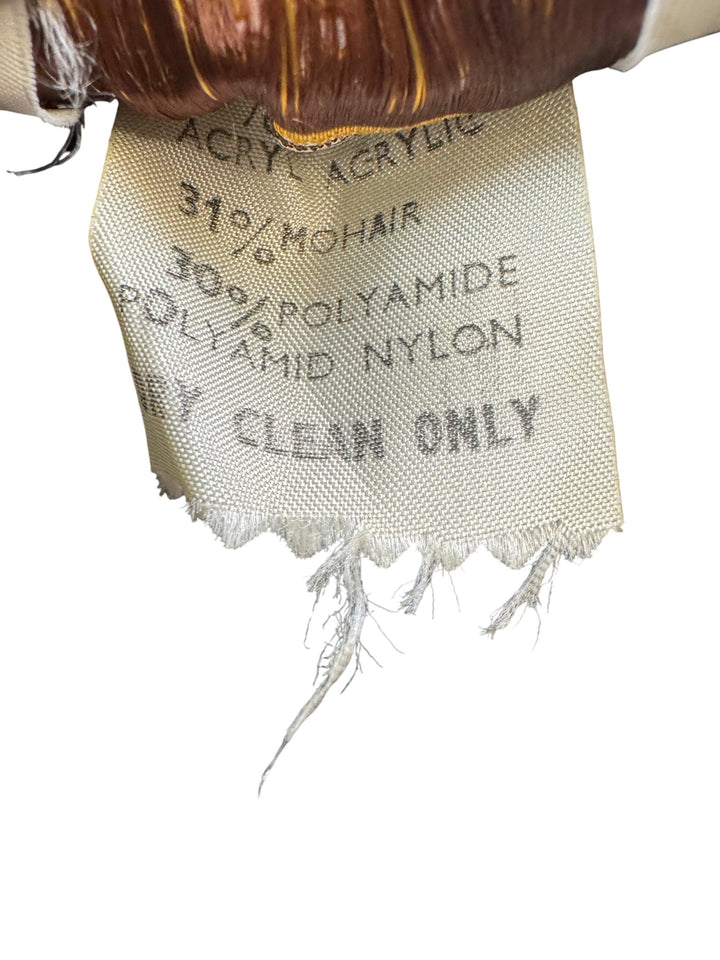 ACRYL ACRYLIC
31% MOHAIR
30% POLYAMIDE
POLYAMID NYLON
CLEAN ONLY